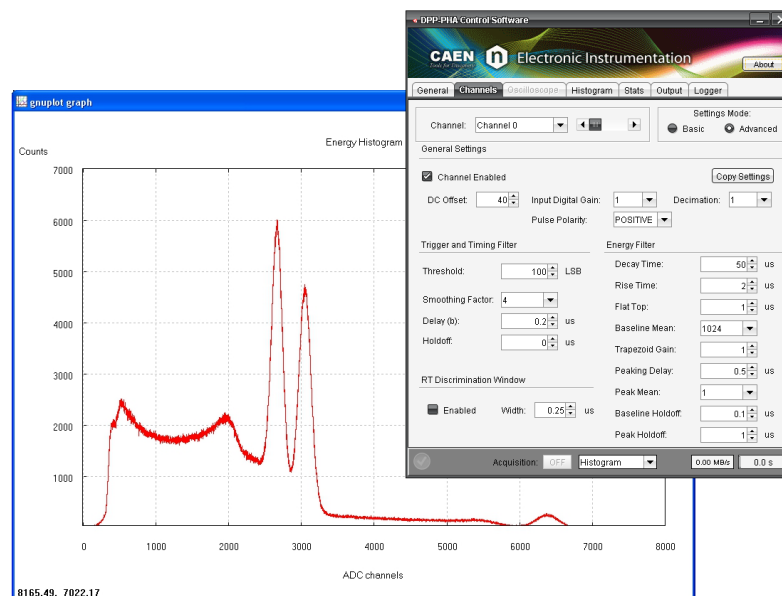 DPP-PHA Control Software
CAEN n Electronic Instrumentation
Tools for Discovery
About
General Channels Oscilloscope Histogram Stats Output Logger
Channel: Channel 0
Settings Mode:
Basic Advanced
General Settings
Channel Enabled
Copy Settings
DC Offset: 40 Input Digital Gain: 1 Decimation: 1
Pulse Polarity: POSITIVE
Trigger and Timing Filter
Threshold: 100 LSB
Smoothing Factor: 4
Delay (b): 0.2 us
Holdoff: 0 us
RT Discrimination Window
Enabled Width: 0.25 us
Energy Filter
Decay Time: 50 us
Rise Time: 2 us
Flat Top: 1 us
Baseline Mean: 1024
Trapezoid Gain: 1
Peaking Delay: 0.5 us
Peak Mean: 1
Baseline Holdoff: 0.1 us
Peak Holdoff: 1 us
Acquisition: OFF Histogram 0.00 MB/s 0.0 s
gnuplot graph
Energy Histogram
Counts
7000
6000
5000
4000
3000
2000
1000
0 1000 2000 3000 4000 5000 6000 7000 8000
ADC channels
8165.49, 7022.17